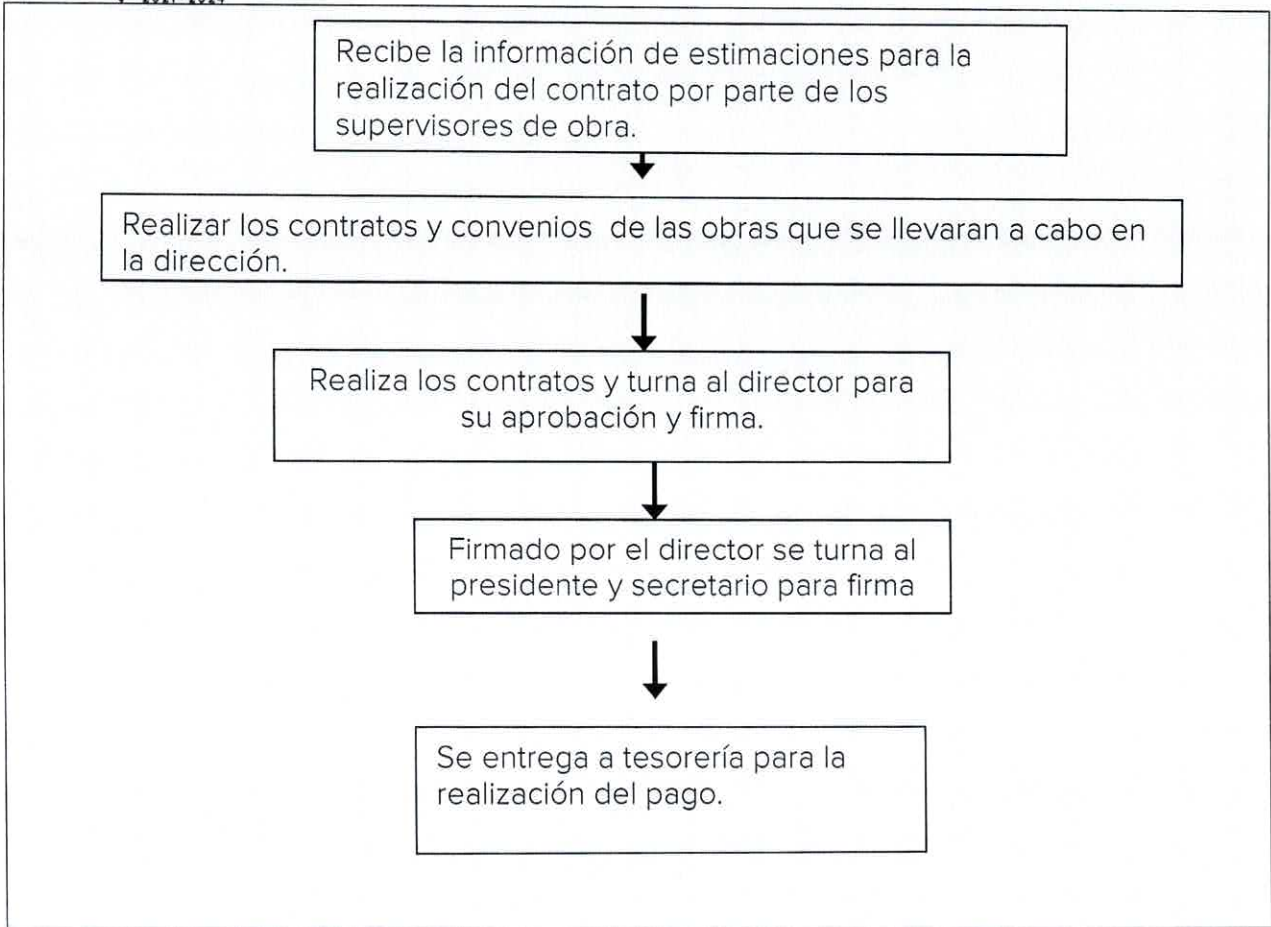 Recibe la información de estimaciones para la
realización del contrato por parte de los
supervisores de obra.
Realizar los contratos y convenios de las obras que se llevaran a cabo en
la dirección.
Realiza los contratos y turna al director para
su aprobación y firma.
Firmado por el director se turna al
presidente y secretario para firma
Se entrega a tesorería para la
realización del pago.